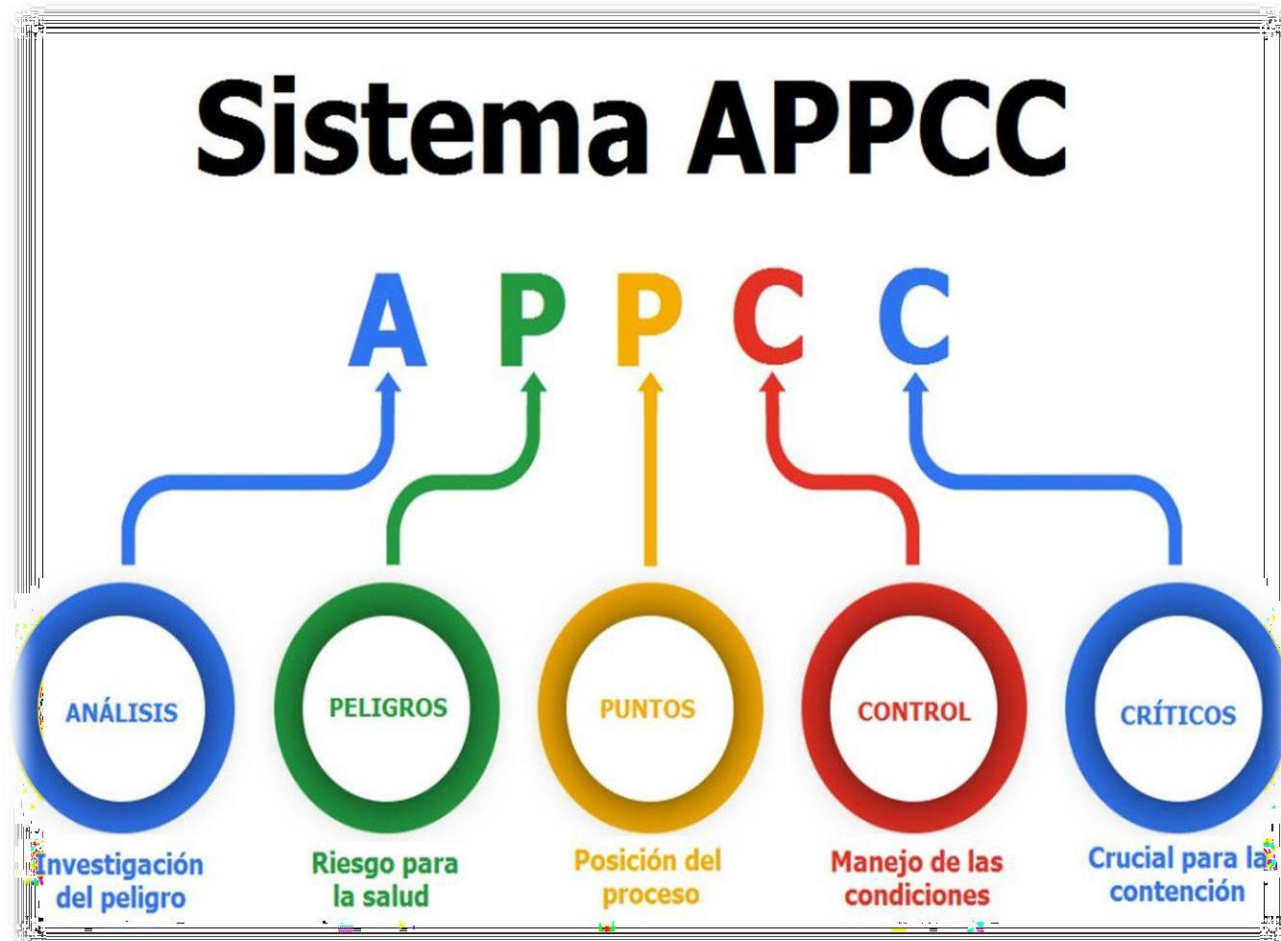 Sistema APPCC
A P P C C
ANÁLISIS
PELIGROS
PUNTOS
CONTROL
CRÍTICOS
Investigación
del peligro
Riesgo para
la salud
Posición del
proceso
Manejo de las
condiciones
Crucial para la
contención